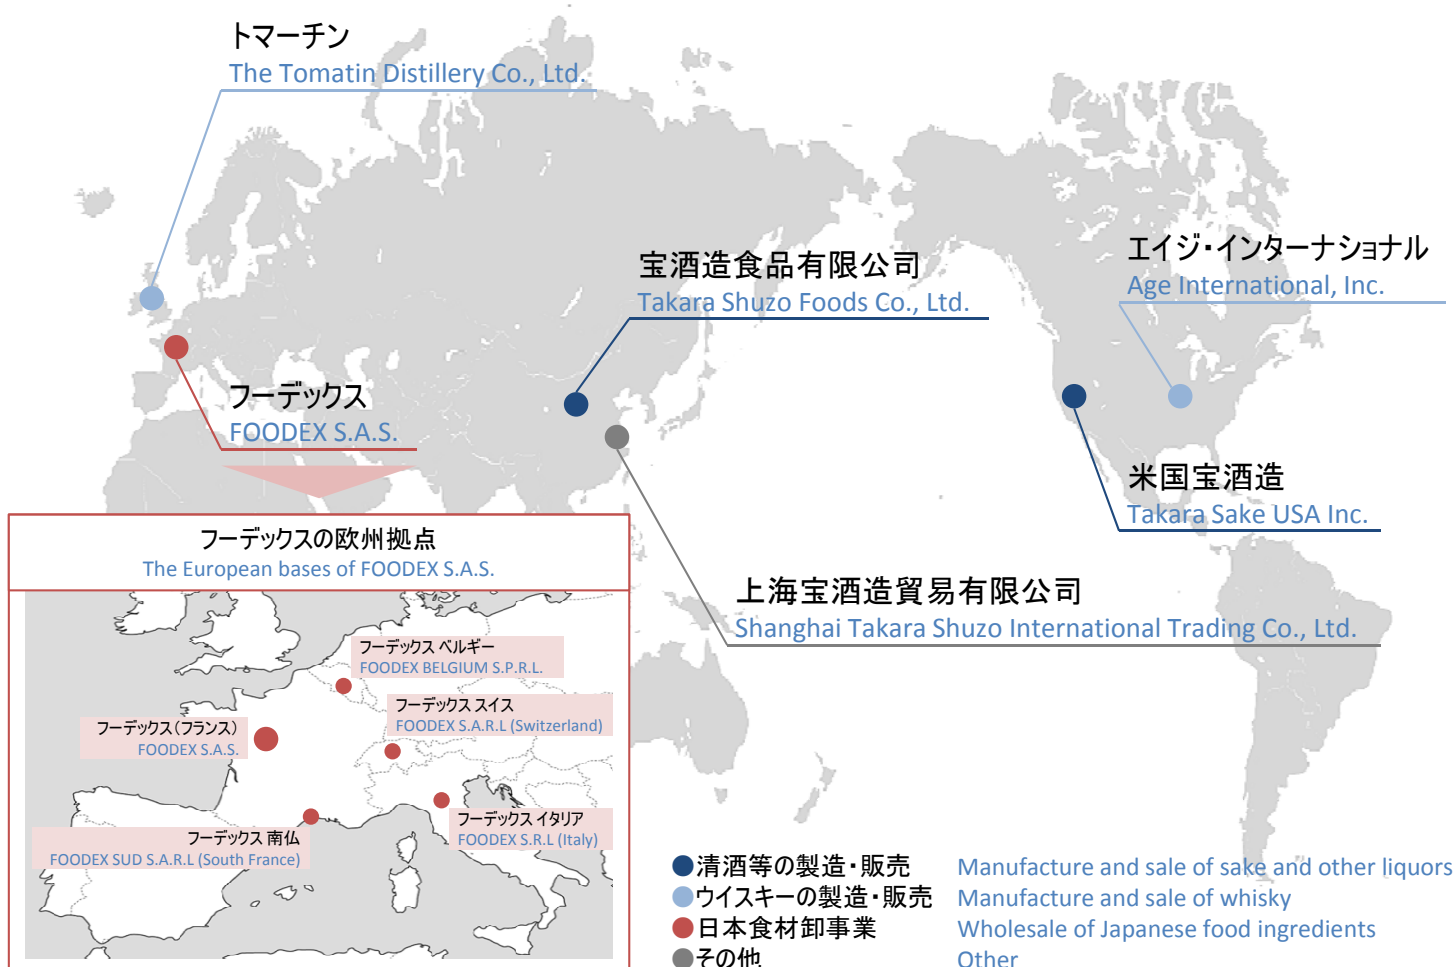 トマーチン
The Tomatin Distillery Co., Ltd.
エイジ・インターナショナル
Age International, Inc.
宝酒造食品有限公司
Takara Shuzo Foods Co., Ltd.
フーデックス
FOODEX S.A.S.
米国宝酒造
Takara Sake USA Inc.
上海宝酒造貿易有限公司
Shanghai Takara Shuzo International Trading Co., Ltd.
フーデックスの欧州拠点
The European bases of FOODEX S.A.S.
フーデックス ベルギー
FOODEX BELGIUM S.P.R.L.
フーデックス スイス
FOODEX S.A.R.L (Switzerland)
フーデックス(フランス)
FOODEX S.A.S.
フーデックス イタリア
FOODEX S.R.L (Italy)
フーデックス 南仏
FOODEX SUD S.A.R.L (South France)
清酒等の製造・販売 Manufacture and sale of sake and other liquors
ウイスキーの製造・販売 Manufacture and sale of whisky
日本食材卸事業 Wholesale of Japanese food ingredients
その他 Other